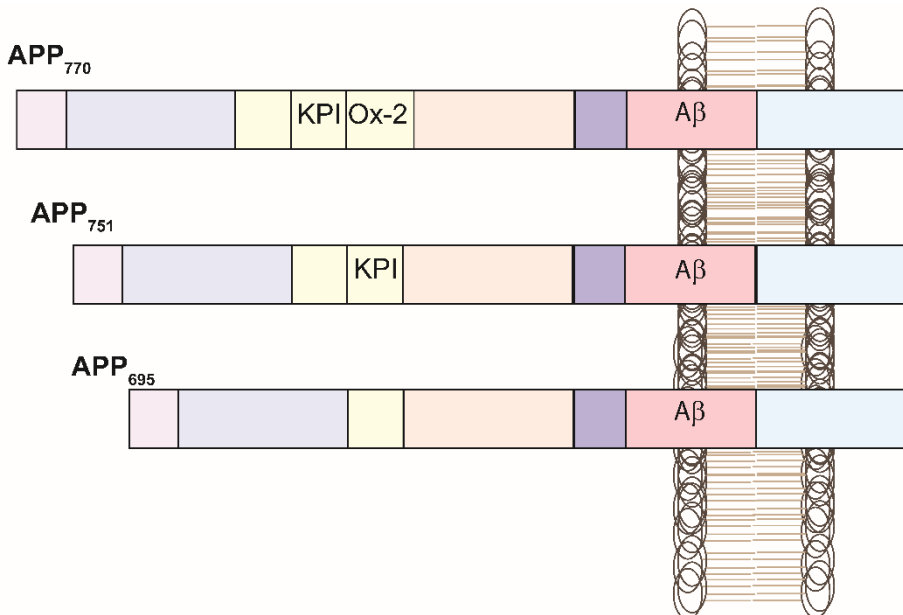 APP770
KPI Ox-2 Aβ
APP751
KPI Aβ
APP695
Aβ